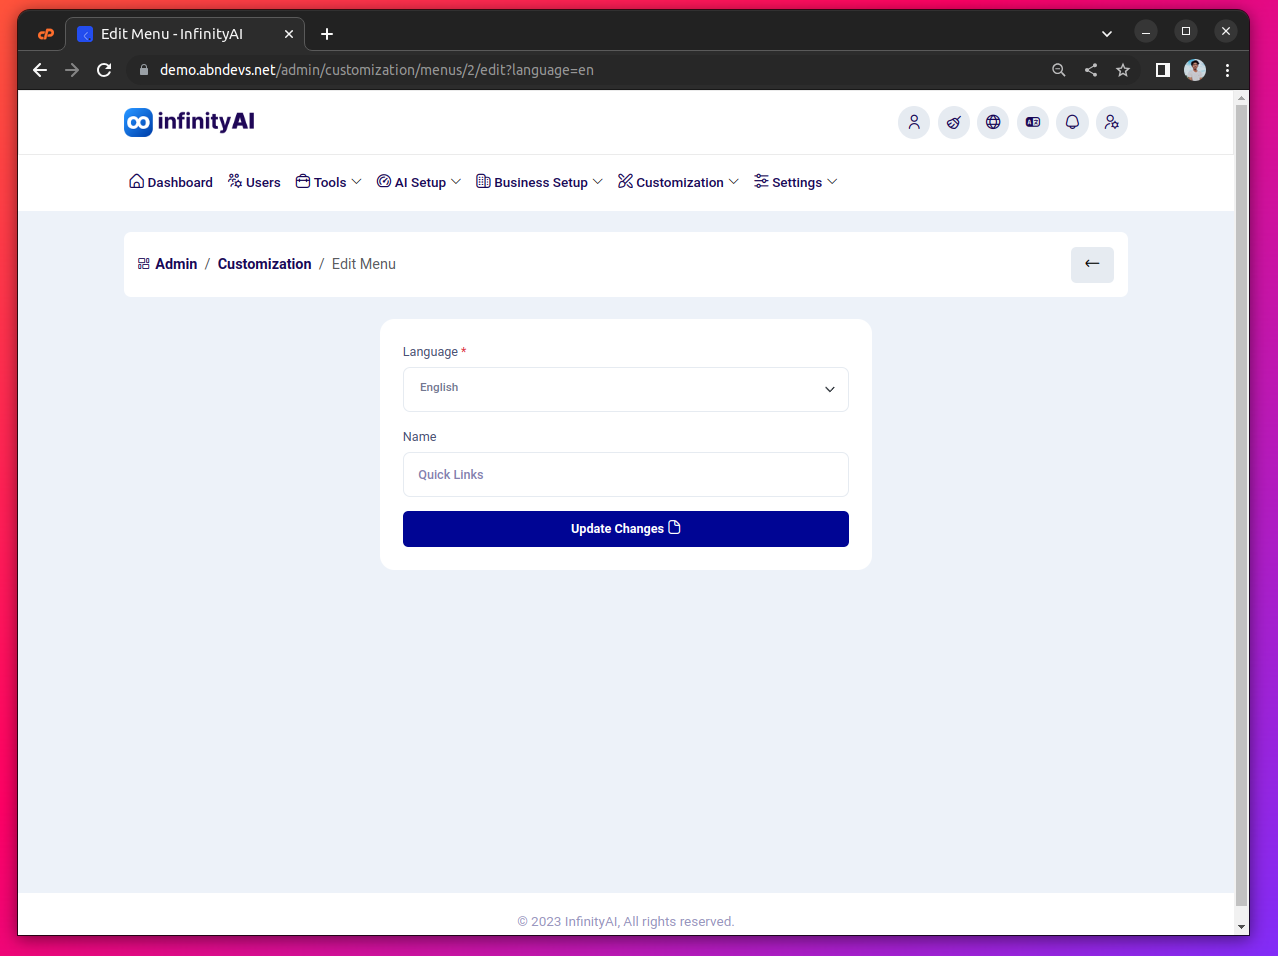 Edit Menu - InfinityAI
demo.abndevs.net/admin/customization/menus/2/edit?language=en
infinityAI
Dashboard Users Tools AI Setup Business Setup Customization Settings
Admin / Customization / Edit Menu
Language *
English
Name
Quick Links
Update Changes
© 2023 InfinityAI, All rights reserved.